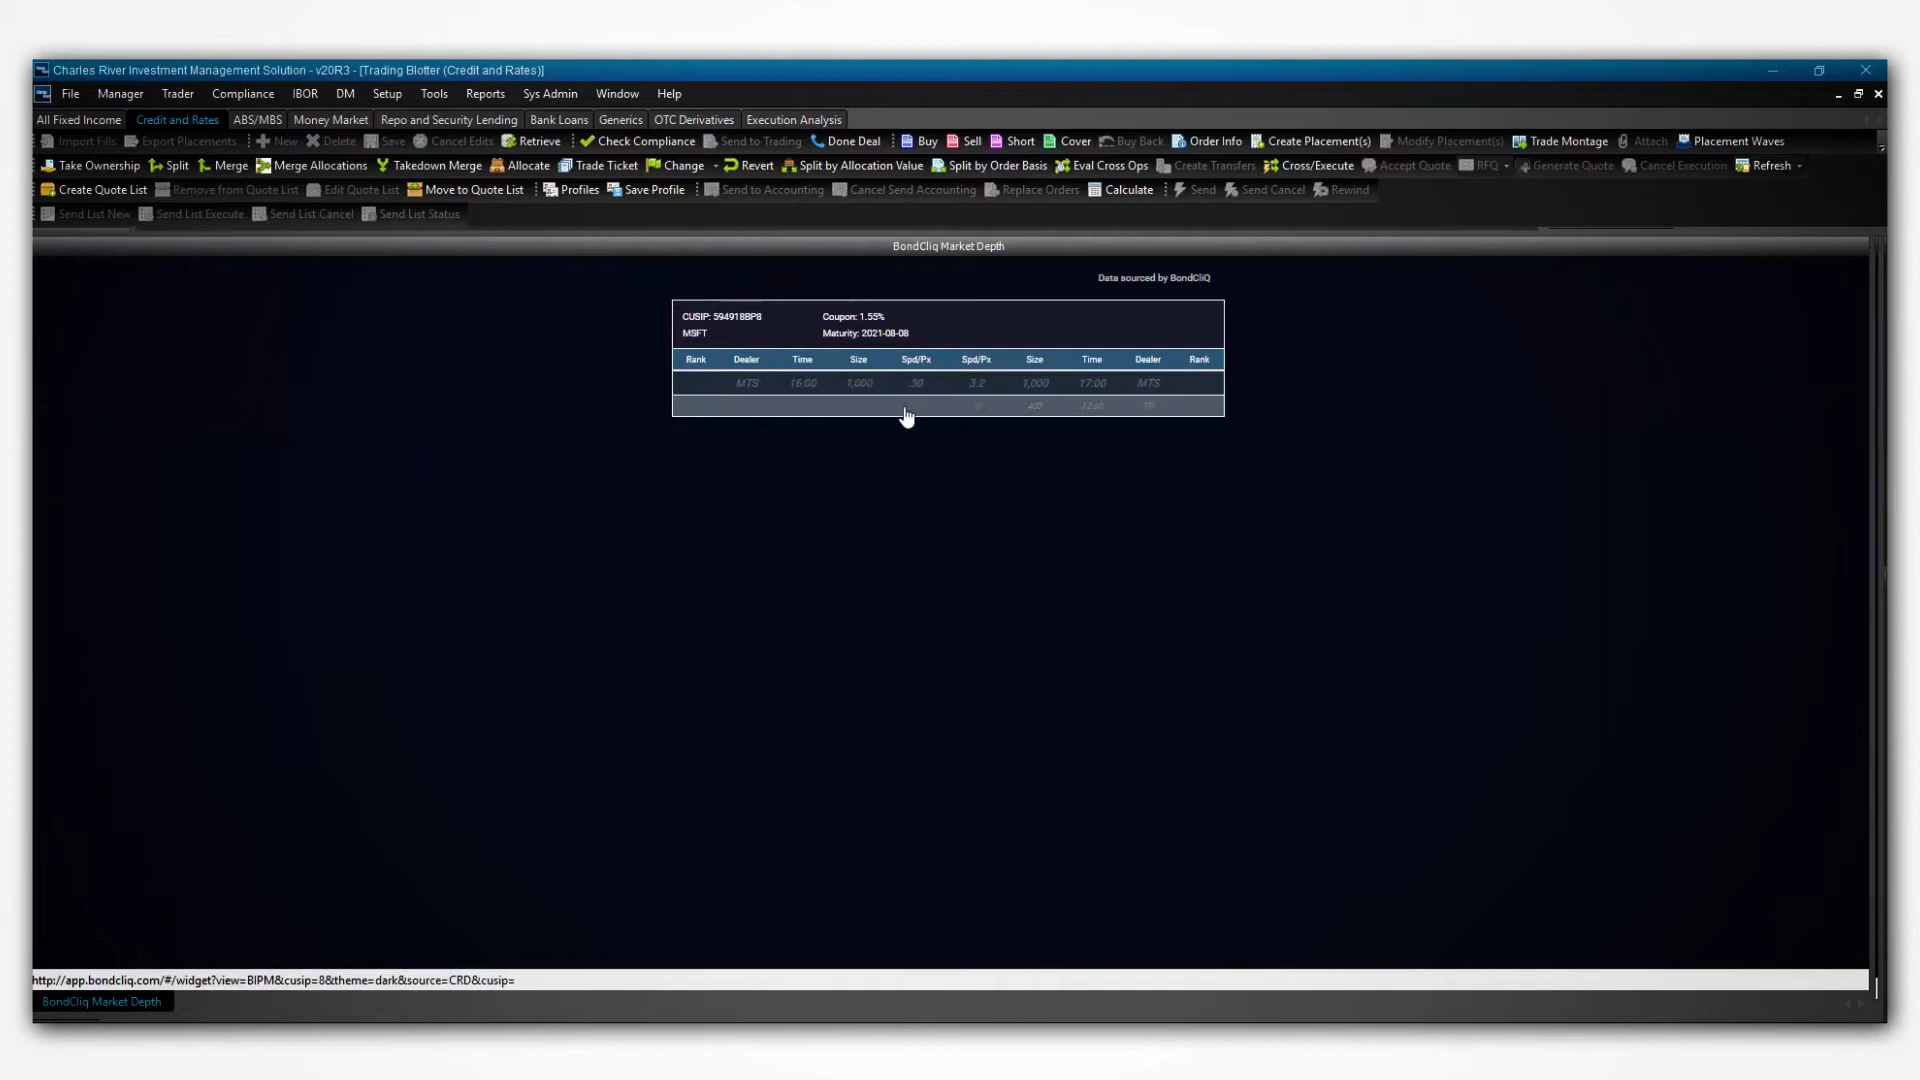 Charles River Investment Management Solution - v20R3 - [Trading Blotter (Credit and Rates)]
File Manager Trader Compliance IBOR DM Setup Tools Reports Sys Admin Window Help
All Fixed Income Credit and Rates ABS/MBS Money Market Repo and Security Lending Bank Loans Generics OTC Derivatives Execution Analysis
Import Fills Export Placements New Delete Save Cancel Edits Retrieve Check Compliance Send to Trading Done Deal Buy Sell Short Cover Buy Back Order Info Create Placement(s) Modify Placement(s) Trade Montage Attach Placement Waves
Take Ownership Split Merge Merge Allocations Takedown Merge Allocate Trade Ticket Change Revert Split by Allocation Value Split by Order Basis Eval Cross Ops Create Transfers Cross/Execute Accept Quote RFQ Generate Quote Cancel Execution Refresh
Create Quote List Remove from Quote List Edit Quote List Move to Quote List Profiles Save Profile Send to Accounting Cancel Send Accounting Replace Orders Calculate Send Send Cancel Rewind
Send List New Send List Execute Send List Cancel Send List Status
BondCliq Market Depth
Data sourced by BondCliQ
CUSIP: 594918BP8 Coupon: 1.55%
MSFT Maturity: 2021-08-08
Rank Dealer Time Size Spd/Px Spd/Px Size Time Dealer Rank
MTS 16:00 1,000 .30 3.2 1,000 17:00 MTS
http://app.bondcliq.com/#/widget?view=BIPM&cusip=8&theme=dark&source=CRD&cusip=
BondCliq Market Depth